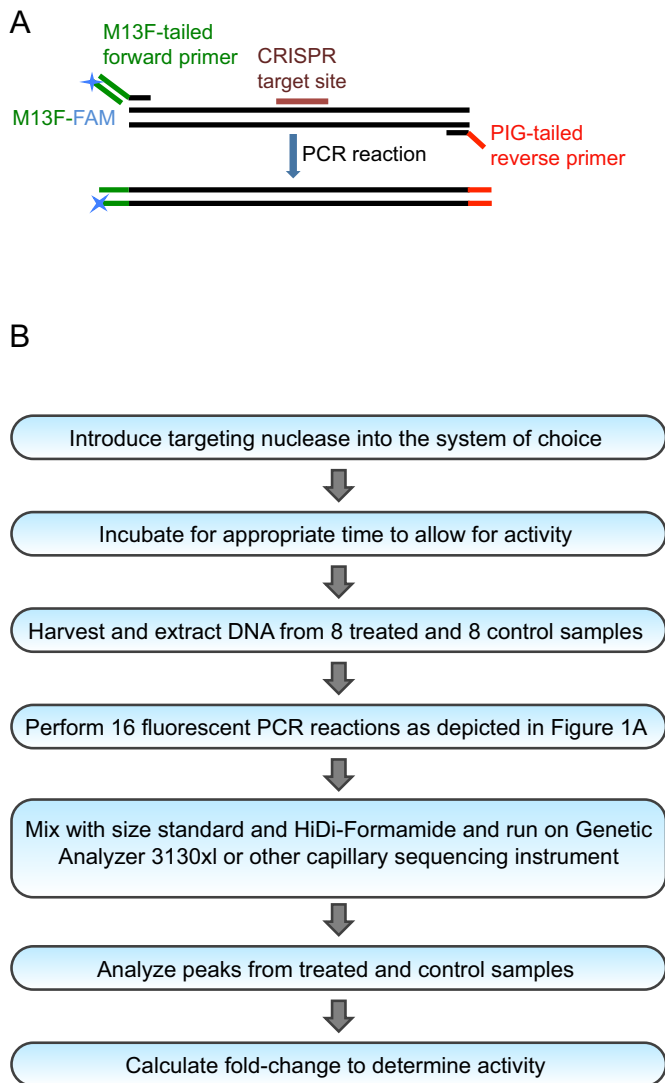 A
M13F-tailed
forward primer
CRISPR
target site
M13F-FAM
PIG-tailed
reverse primer
PCR reaction
B
Introduce targeting nuclease into the system of choice
Incubate for appropriate time to allow for activity
Harvest and extract DNA from 8 treated and 8 control samples
Perform 16 fluorescent PCR reactions as depicted in Figure 1A
Mix with size standard and HiDi-Formamide and run on Genetic
Analyzer 3130xl or other capillary sequencing instrument
Analyze peaks from treated and control samples
Calculate fold-change to determine activity